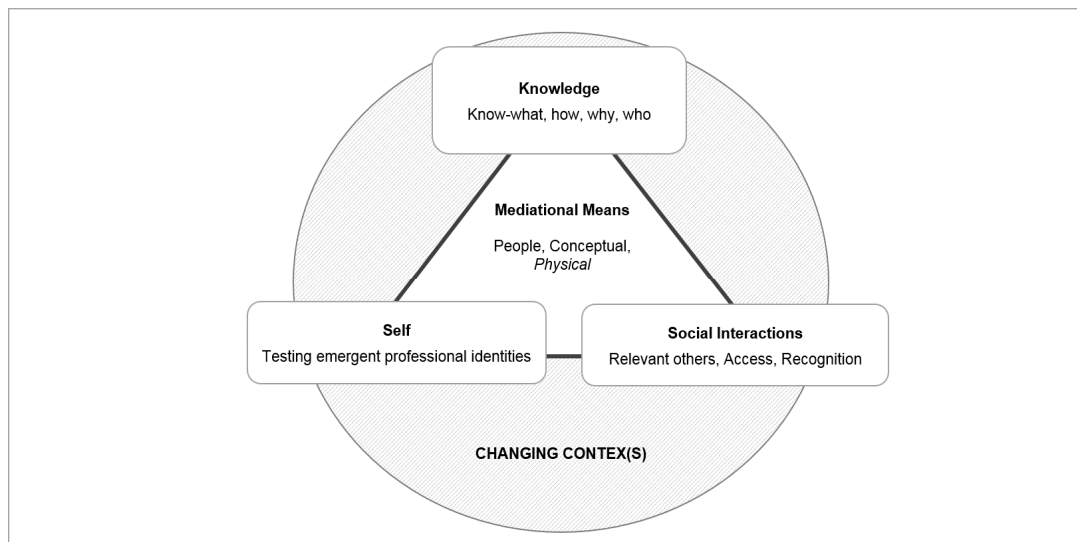 Knowledge
Know-what, how, why, who
Mediational Means
People, Conceptual,
Physical
Self
Testing emergent professional identities
Social Interactions
Relevant others, Access, Recognition
CHANGING CONTEX(S)